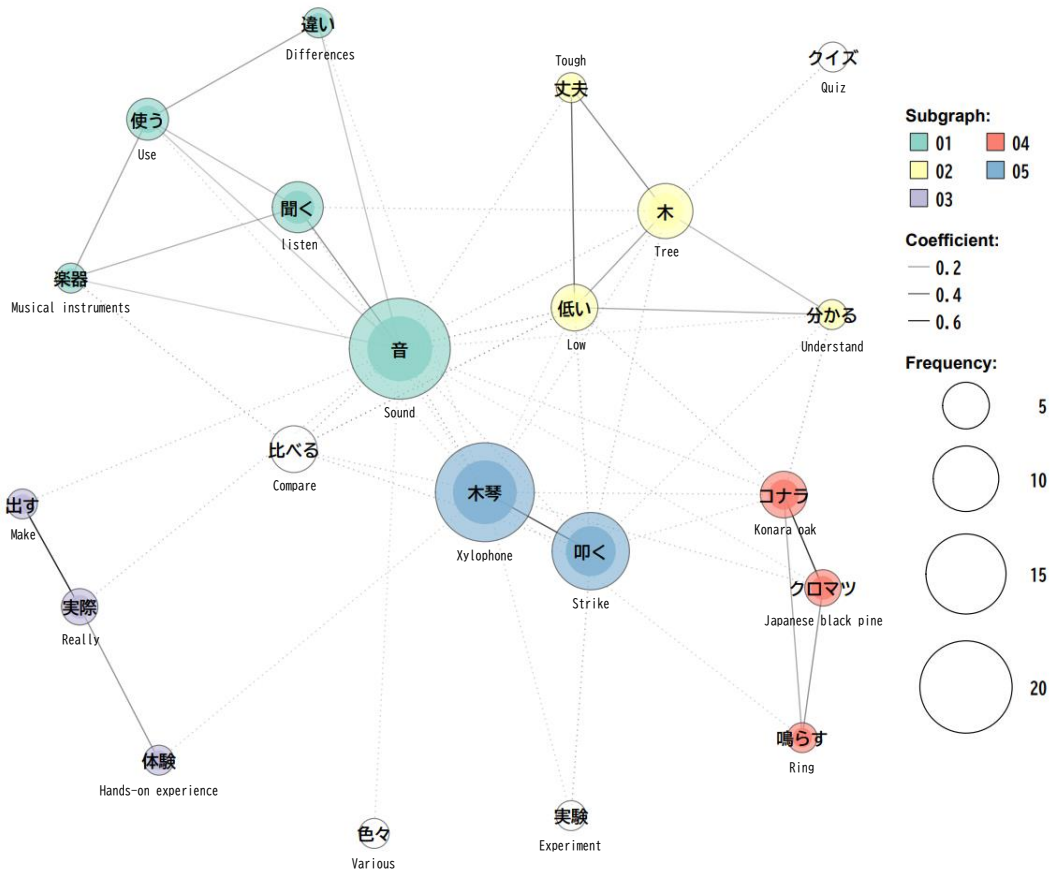 違い
Differences
クイズ
Quiz
Tough
丈夫
使う
Use
聞く
listen
木
Tree
楽器
Musical instruments
低い
Low
分かる
Understand
音
Sound
比べる
Compare
木琴
Xylophone
叩く
Strike
コナラ
Konara oak
クロマツ
Japanese black pine
出す
Make
実際
Really
体験
Hands-on experience
鳴らす
Ring
色々
Various
実験
Experiment
Subgraph:
01
04
02
05
03
Coefficient:
0.2
0.4
0.6
Frequency:
5
10
15
20